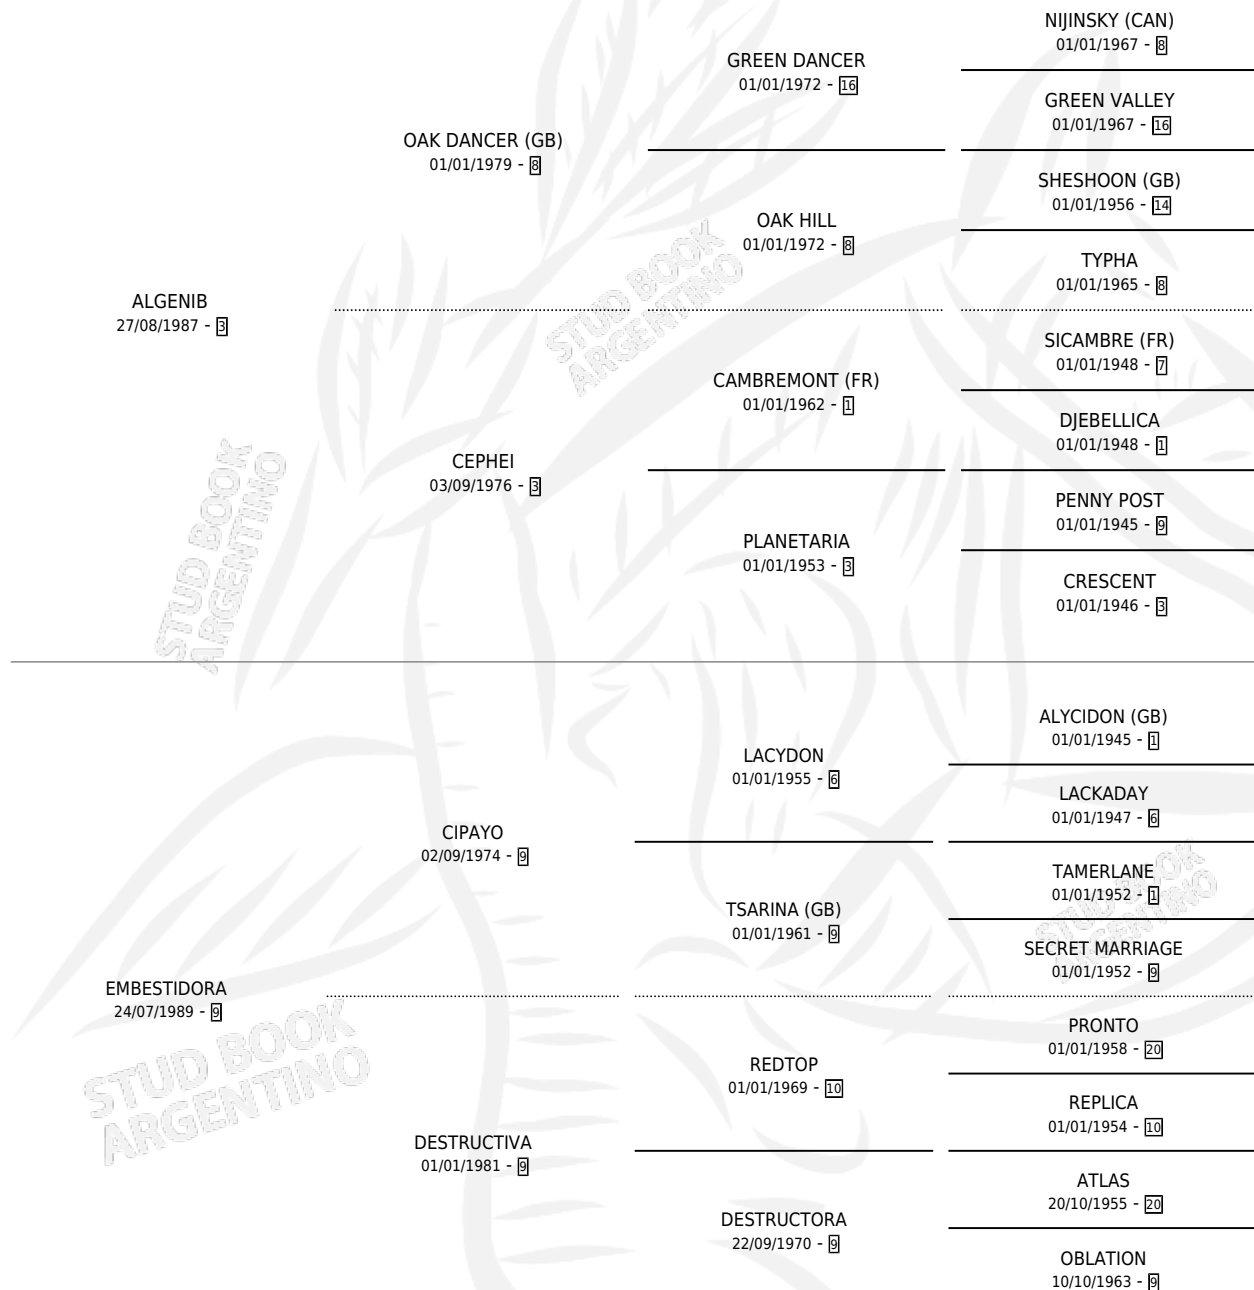 NIJINSKY (CAN)
01/01/1967 - 8
GREEN DANCER
01/01/1972 - 16
GREEN VALLEY
01/01/1967 - 16
OAK DANCER (GB)
01/01/1979 - 8
SHESHOON (GB)
01/01/1956 - 14
OAK HILL
01/01/1972 - 8
TYPHA
01/01/1965 - 8
ALGENIB
27/08/1987 - 3
SICAMBRE (FR)
01/01/1948 - 7
CAMBREMONT (FR)
01/01/1962 - 1
DJEBELLICA
01/01/1948 - 1
CEPHEI
03/09/1976 - 3
PENNY POST
01/01/1945 - 9
PLANETARIA
01/01/1953 - 3
CRESCENT
01/01/1946 - 3
ALYCIDON (GB)
01/01/1945 - 1
LACYDON
01/01/1955 - 6
LACKADAY
01/01/1947 - 6
CIPAYO
02/09/1974 - 9
TAMERLANE
01/01/1952 - 1
TSARINA (GB)
01/01/1961 - 9
SECRET MARRIAGE
01/01/1952 - 9
EMBESTIDORA
24/07/1989 - 9
PRONTO
01/01/1958 - 20
REDTOP
01/01/1969 - 10
REPLICA
01/01/1954 - 10
DESTRUCTIVA
01/01/1981 - 9
ATLAS
20/10/1955 - 20
DESTRUCTORA
22/09/1970 - 9
OBLATION
10/10/1963 - 9
STUD BOOK
ARGENTINO
STUD BOOK
ARGENTINO
STUD BOOK
ARGENTINO
STUD BOOK
ARGENTINO